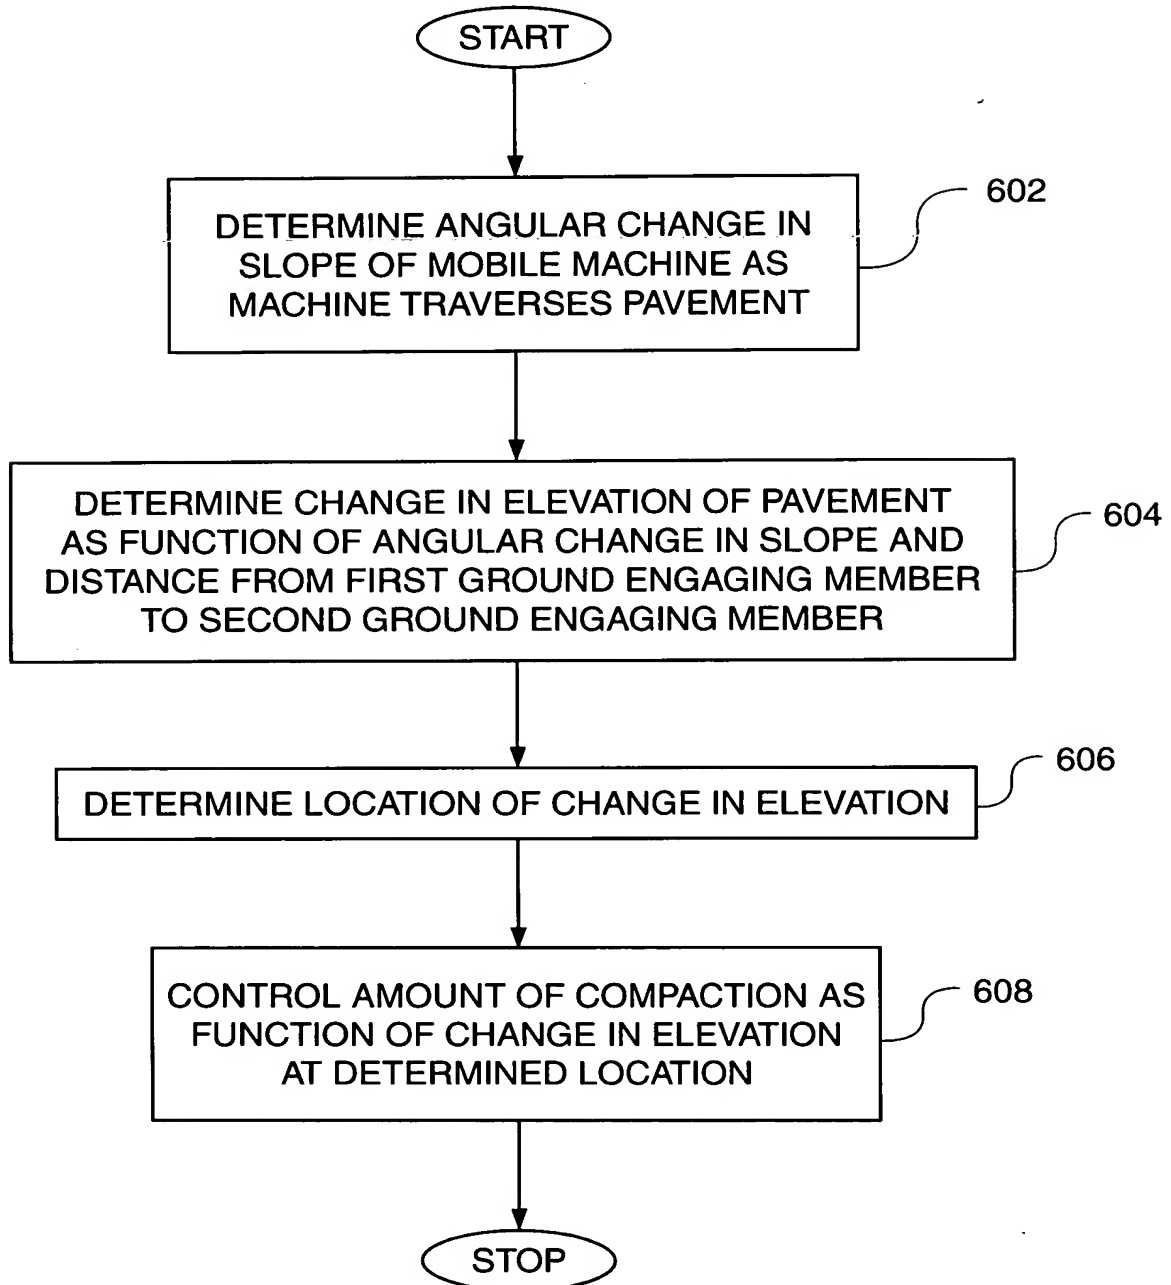 START
DETERMINE ANGULAR CHANGE IN
SLOPE OF MOBILE MACHINE AS
MACHINE TRAVERSES PAVEMENT
602
DETERMINE CHANGE IN ELEVATION OF PAVEMENT
AS FUNCTION OF ANGULAR CHANGE IN SLOPE AND
DISTANCE FROM FIRST GROUND ENGAGING MEMBER
TO SECOND GROUND ENGAGING MEMBER
604
DETERMINE LOCATION OF CHANGE IN ELEVATION
606
CONTROL AMOUNT OF COMPACTION AS
FUNCTION OF CHANGE IN ELEVATION
AT DETERMINED LOCATION
608
STOP